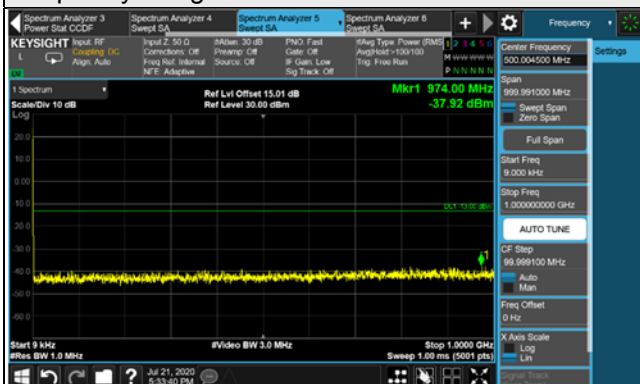 Spectrum Analyzer 3
Power Stat CCDF
Spectrum Analyzer 4
Swept SA
Spectrum Analyzer 5
Swept SA
Spectrum Analyzer 6
Swept SA
+
Frequency
KEYSIGHT
L
Input: RF
Coupling: DC
Align: Auto
Input Z: 50 Ω
Corrections: Off
Freq Ref: Internal
NFE: Adaptive
#Atten: 30 dB
Preamp: Off
Source: Off
PNO: Fast
Gate: Off
IF Gain: Low
Sig Track: Off
#Avg Type: Power (RMS)
Avg|Hold:>100/100
Trig: Free Run
1 2 3 4 5 6
M W W W W W
P N N N N N
1 Spectrum
Scale/Div 10 dB
Log
Ref Lvl Offset 15.01 dB
Ref Level 30.00 dBm
Mkr1 974.00 MHz
-37.92 dBm
20.0
10.0
0.00
-10.0
-20.0
-30.0
-40.0
-50.0
-60.0
DL1 -13.00 dBm
1
Start 9 kHz
#Res BW 1.0 MHz
#Video BW 3.0 MHz
Stop 1.0000 GHz
Sweep 1.00 ms (5001 pts)
Jul 21, 2020
5:33:40 PM
Center Frequency
500.004500 MHz
Settings
Span
999.991000 MHz
Swept Span
Zero Span
Full Span
Start Freq
9.000 kHz
Stop Freq
1.000000000 GHz
AUTO TUNE
CF Step
99.999100 MHz
Auto
Man
Freq Offset
0 Hz
X Axis Scale
Log
Lin
Signal Track